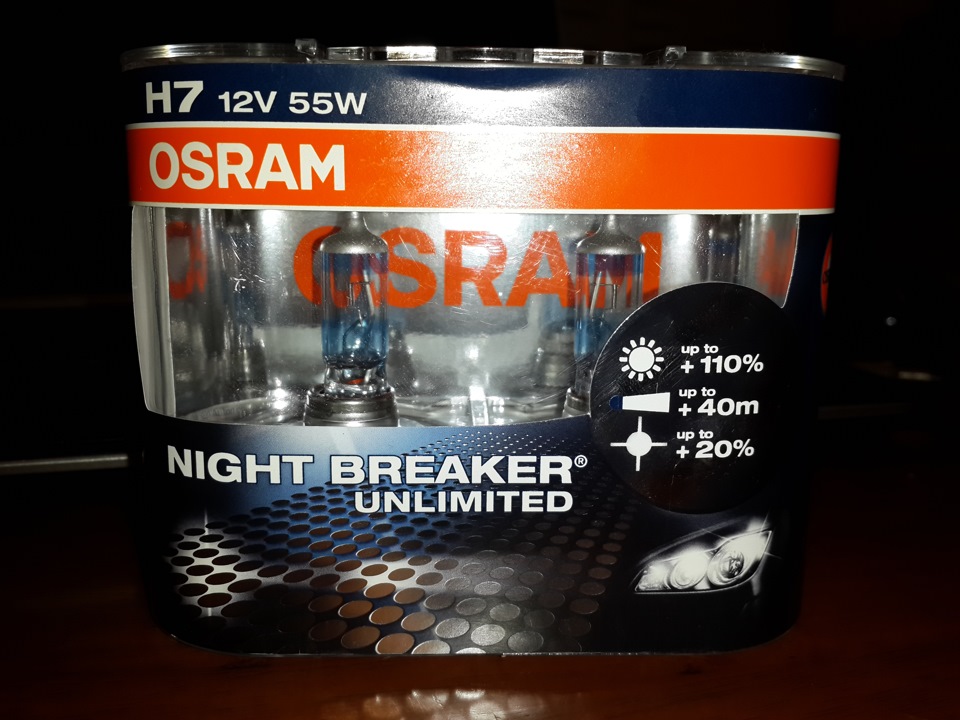 H7 12V 55W
OSRAM
OSRAM
up to
+ 110%
up to
+ 40m
up to
+ 20%
NIGHT BREAKER®
UNLIMITED